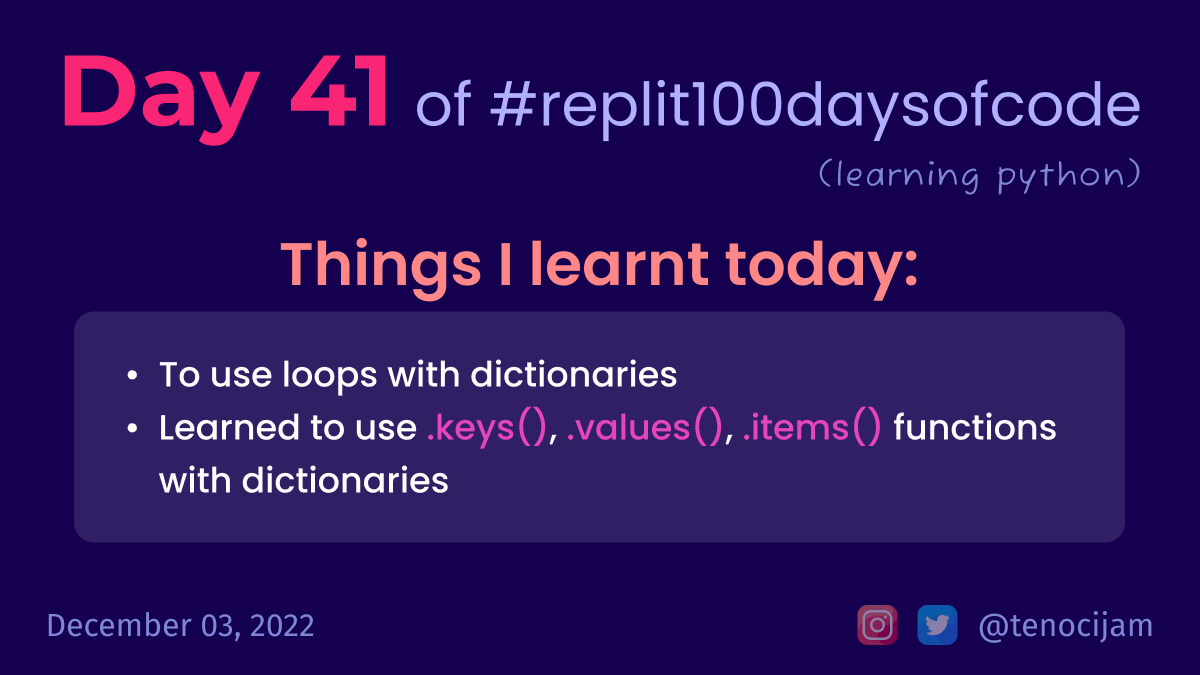 Day 41 of #replit100daysofcode
(learning python)
Things I learnt today:
• To use loops with dictionaries
• Learned to use .keys(), .values(), .items() functions
with dictionaries
December 03, 2022
@tenocijam